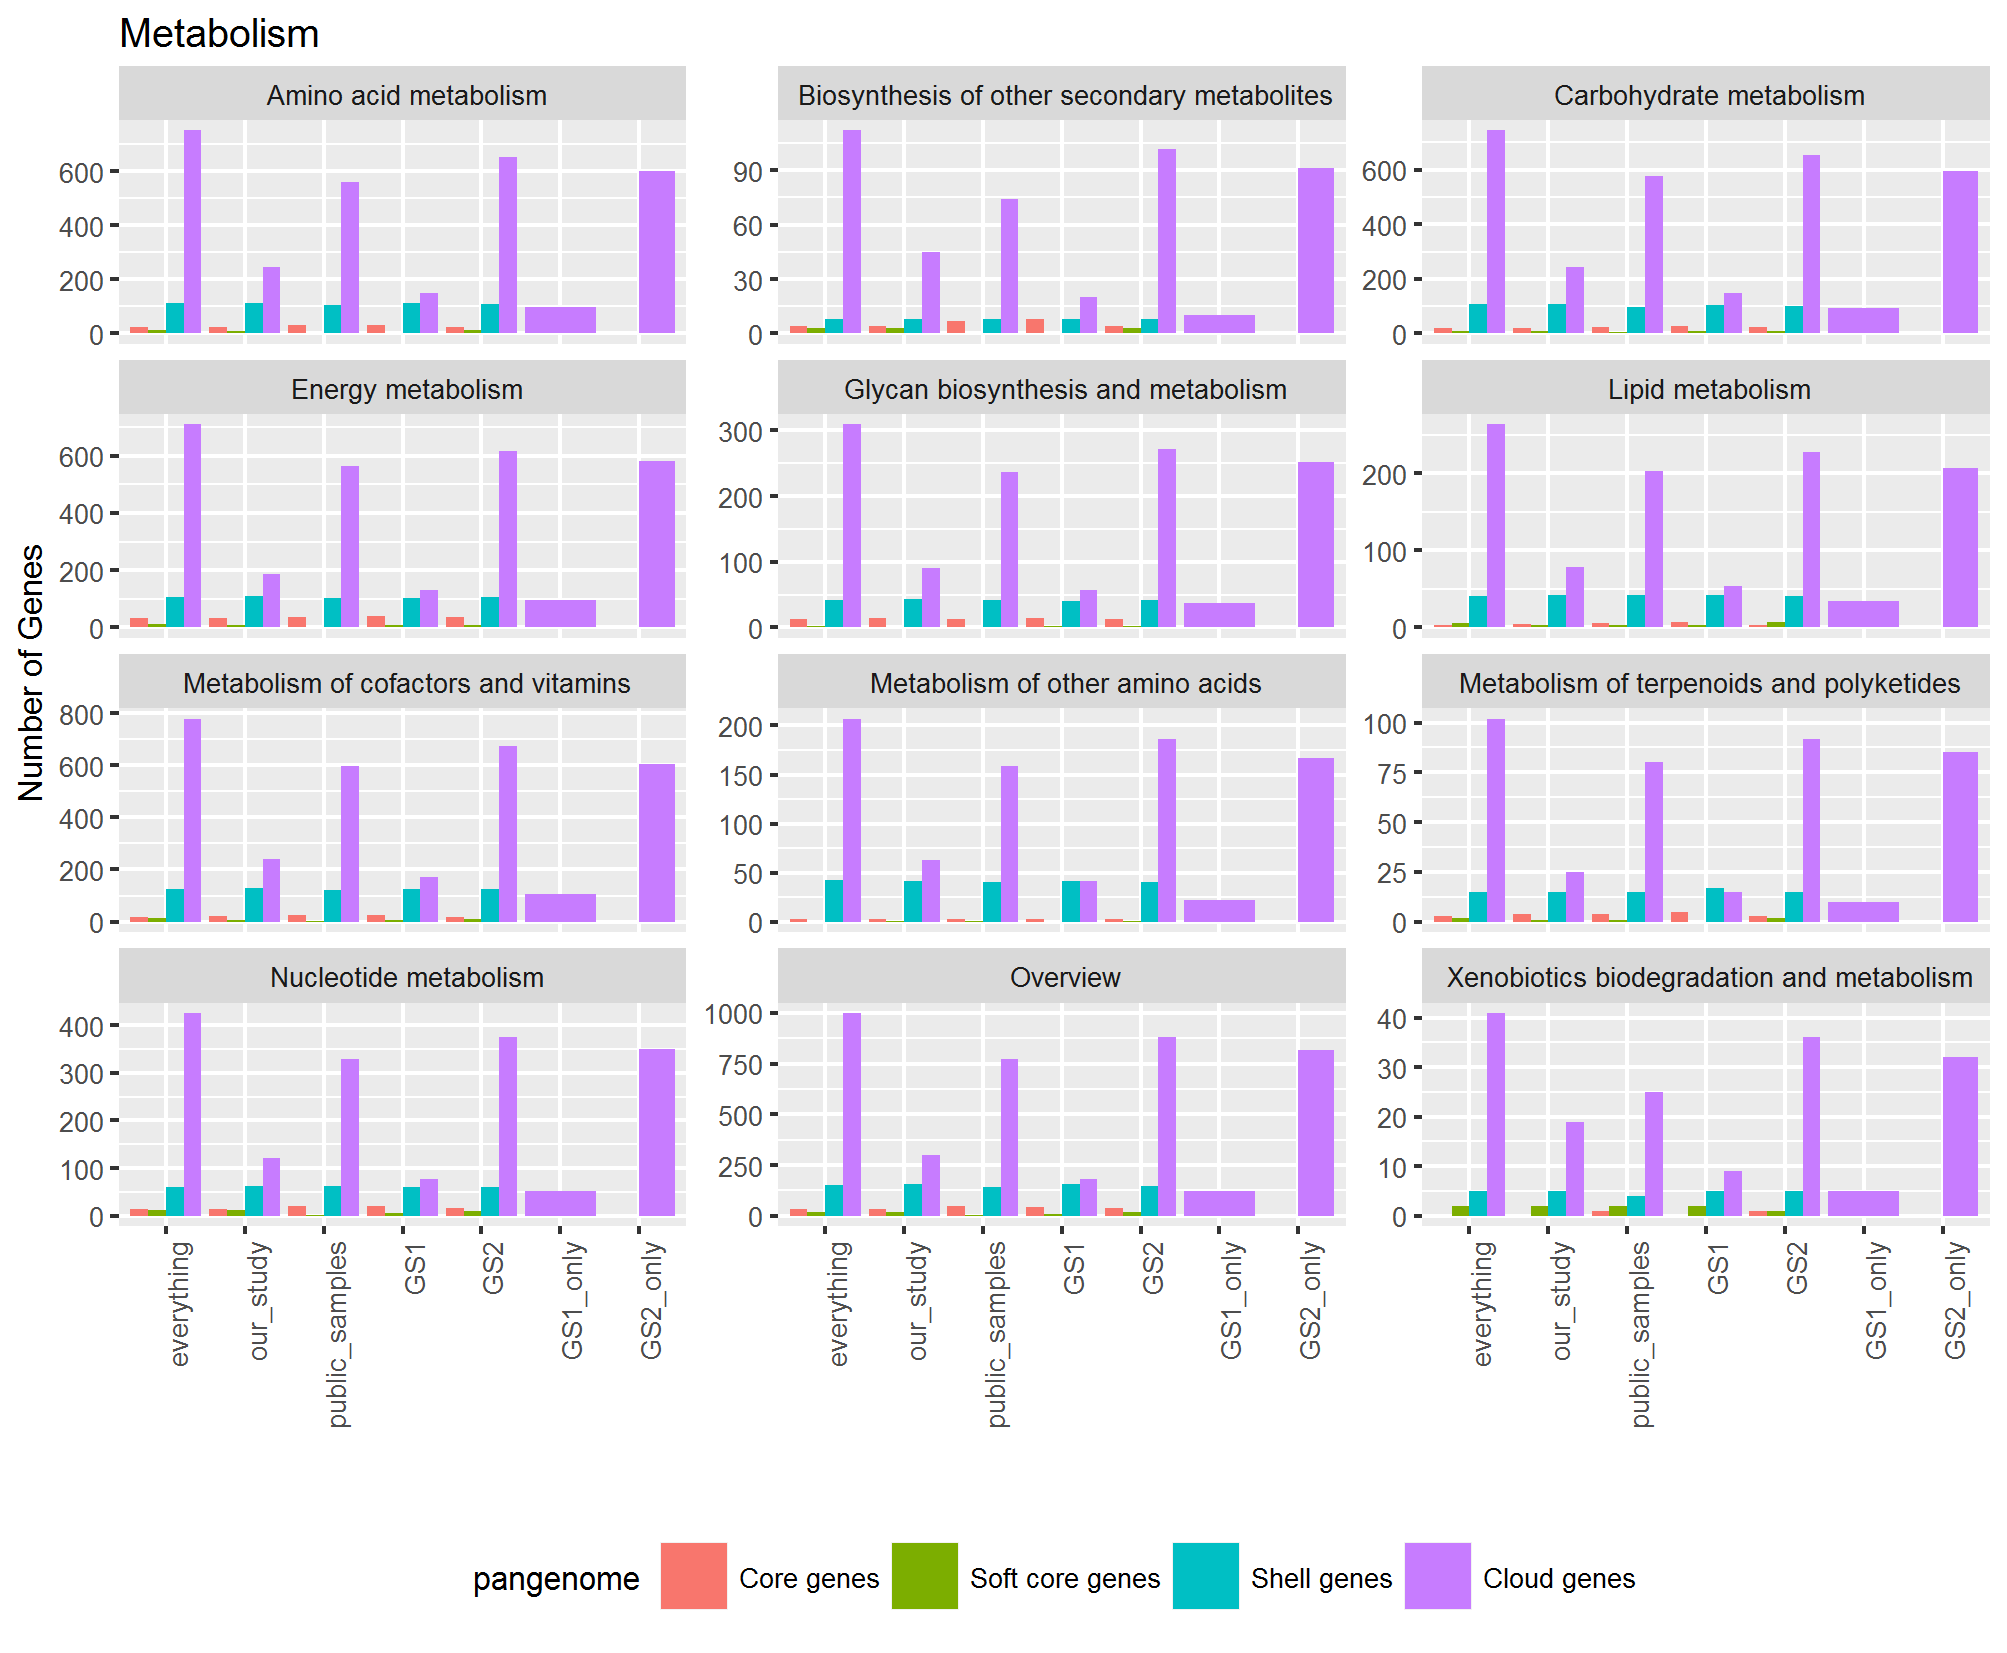 Metabolism
Amino acid metabolism
Biosynthesis of other secondary metabolites
Carbohydrate metabolism
600
400
200
0
90
60
30
0
600
400
200
0
Energy metabolism
Glycan biosynthesis and metabolism
Lipid metabolism
600
400
200
0
300
200
100
0
200
100
0
Number of Genes
Metabolism of cofactors and vitamins
Metabolism of other amino acids
Metabolism of terpenoids and polyketides
800
600
400
200
0
200
150
100
50
0
100
75
50
25
0
Nucleotide metabolism
Overview
Xenobiotics biodegradation and metabolism
400
300
200
100
0
1000
750
500
250
0
40
30
20
10
0
everything
our_study
public_samples
GS1
GS2
GS1_only
GS2_only
everything
our_study
public_samples
GS1
GS2
GS1_only
GS2_only
everything
our_study
public_samples
GS1
GS2
GS1_only
GS2_only
pangenome
Core genes
Soft core genes
Shell genes
Cloud genes